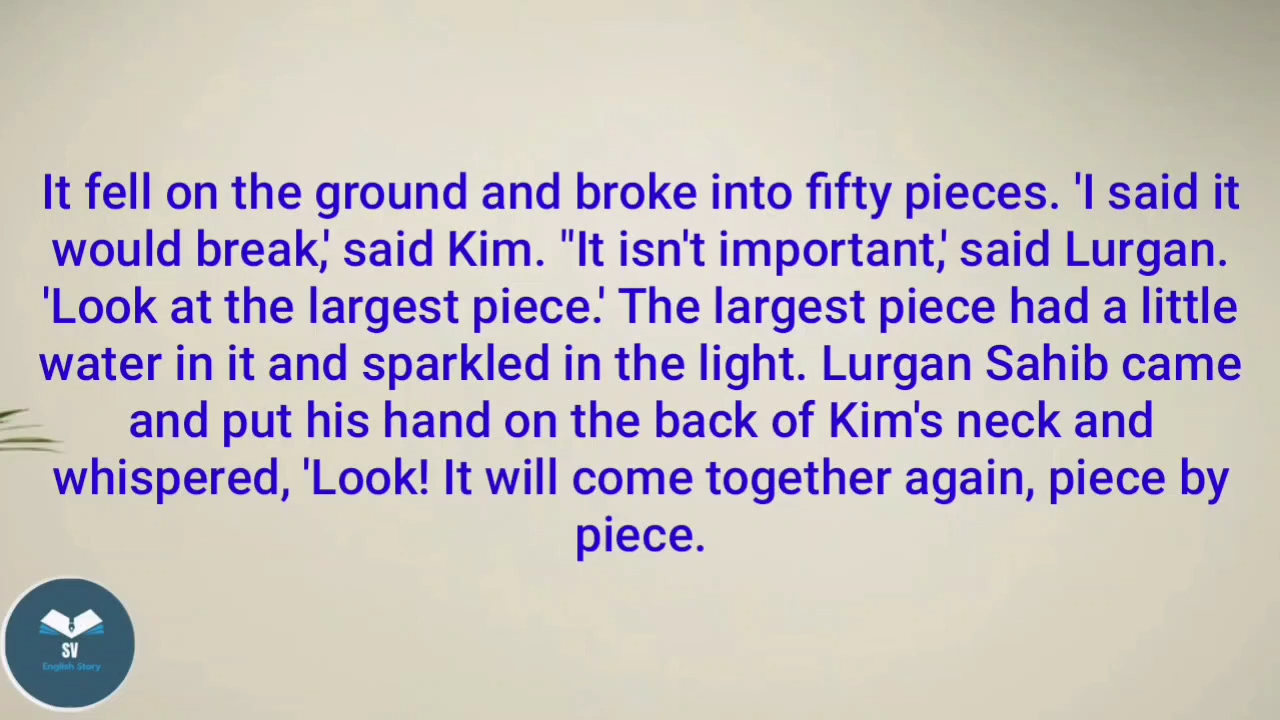 It fell on the ground and broke into fifty pieces. 'I said it
would break,' said Kim. "It isn't important,' said Lurgan.
'Look at the largest piece.' The largest piece had a little
water in it and sparkled in the light. Lurgan Sahib came
and put his hand on the back of Kim's neck and
whispered, 'Look! It will come together again, piece by
piece.
SV
English Story